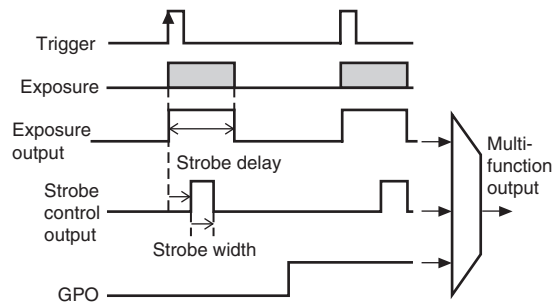 Trigger
Exposure
Exposure
output
Strobe delay
Multi-
function
output
Strobe
control
output
Strobe width
GPO